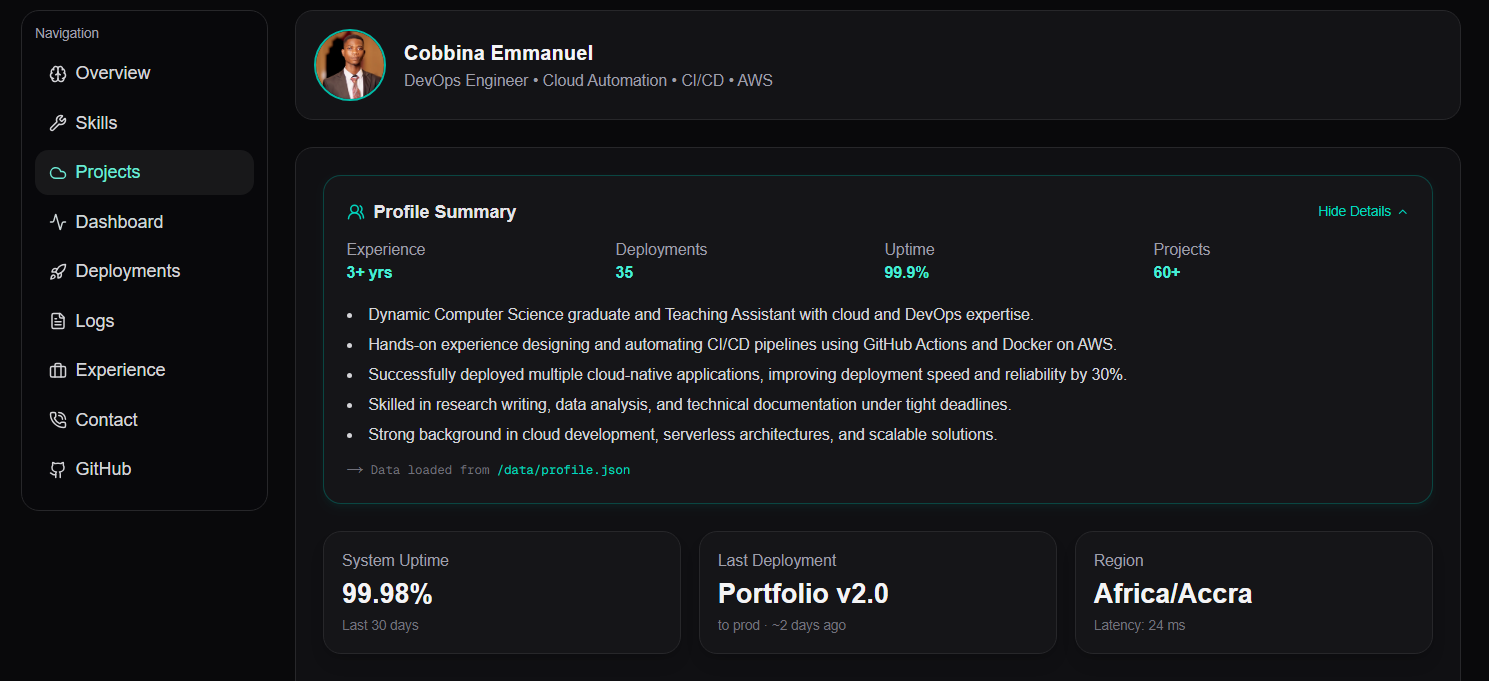 Navigation
Overview
Skills
Projects
Dashboard
Deployments
Logs
Experience
Contact
GitHub
Cobbina Emmanuel
DevOps Engineer • Cloud Automation • CI/CD • AWS
Profile Summary
Hide Details
Experience
3+ yrs
Deployments
35
Uptime
99.9%
Projects
60+
• Dynamic Computer Science graduate and Teaching Assistant with cloud and DevOps expertise.
• Hands-on experience designing and automating CI/CD pipelines using GitHub Actions and Docker on AWS.
• Successfully deployed multiple cloud-native applications, improving deployment speed and reliability by 30%.
• Skilled in research writing, data analysis, and technical documentation under tight deadlines.
• Strong background in cloud development, serverless architectures, and scalable solutions.
⟶ Data loaded from /data/profile.json
System Uptime
99.98%
Last 30 days
Last Deployment
Portfolio v2.0
to prod · ~2 days ago
Region
Africa/Accra
Latency: 24 ms